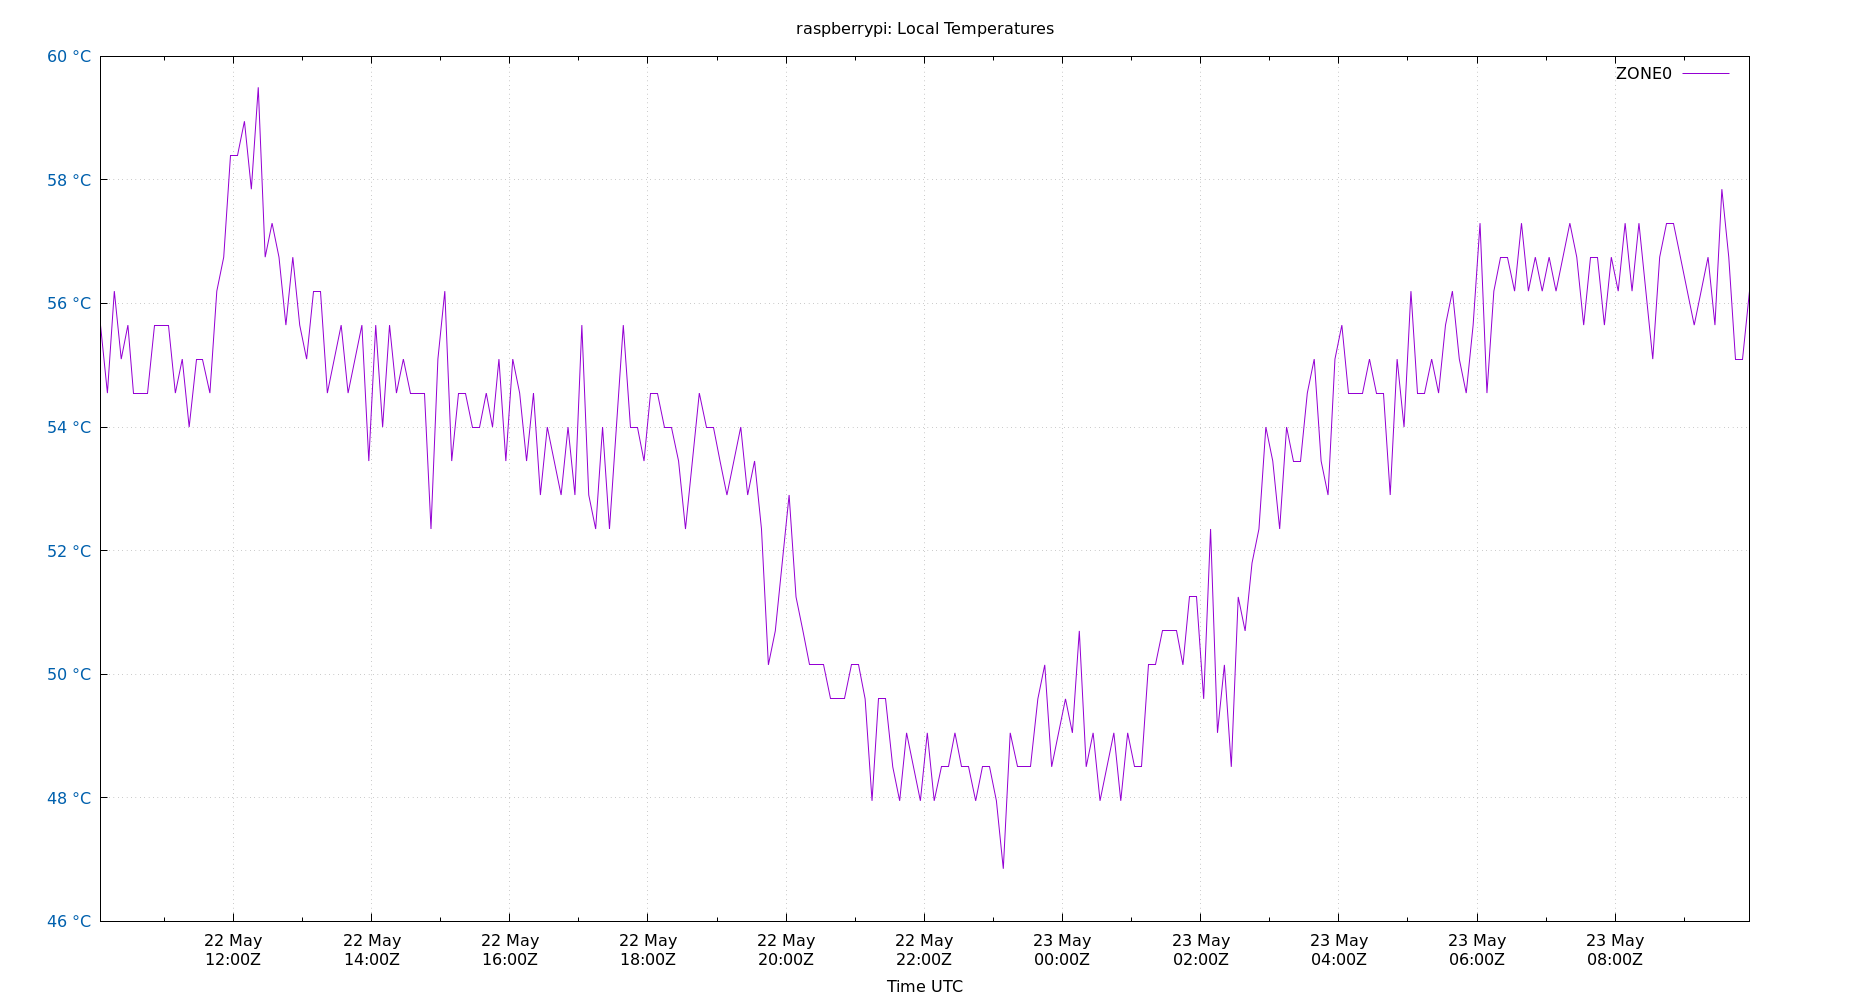 raspberrypi: Local Temperatures
60 °C
ZONE0
58 °C
56 °C
54 °C
52 °C
50 °C
48 °C
46 °C
22 May 22 May 22 May 22 May 22 May 22 May 23 May 23 May 23 May 23 May 23 May
12:00Z 14:00Z 16:00Z 18:00Z 20:00Z 22:00Z 00:00Z 02:00Z 04:00Z 06:00Z 08:00Z
Time UTC